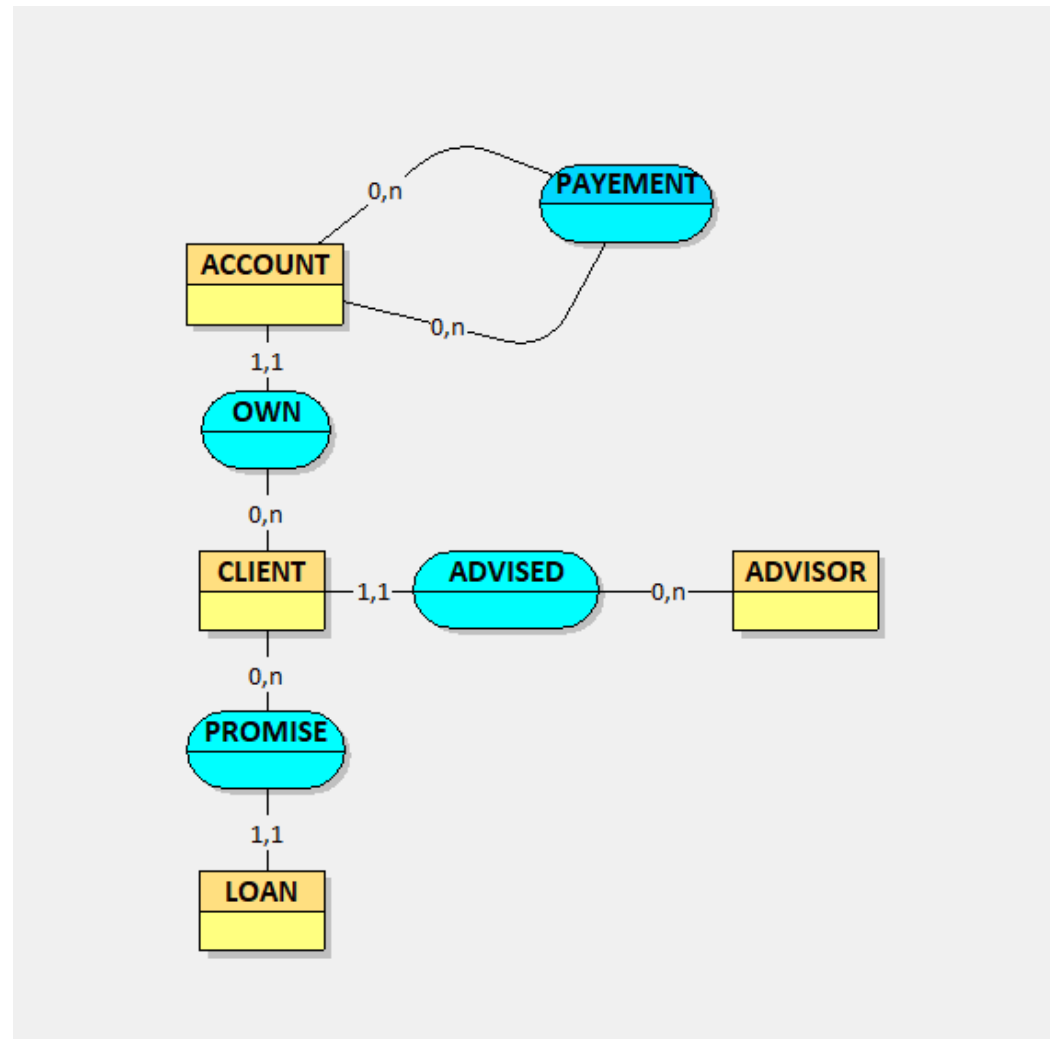 PAYEMENT
0,n
ACCOUNT
0,n
1,1
OWN
0,n
CLIENT
1,1
ADVISED
0,n
ADVISOR
0,n
PROMISE
1,1
LOAN